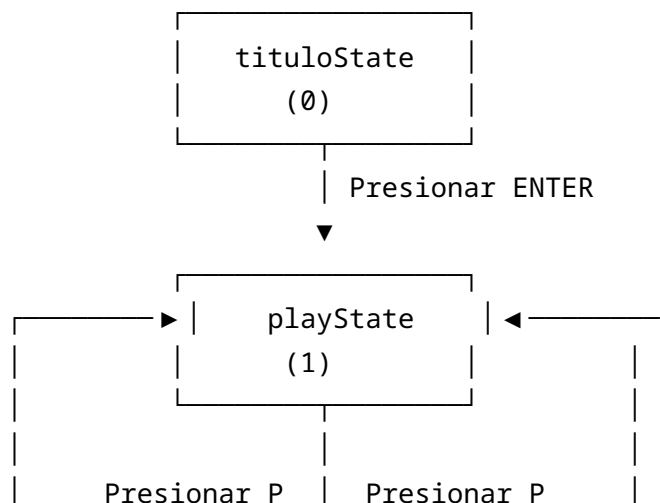 tituloState
(0)
Presionar ENTER
playState
(1)
Presionar P Presionar P